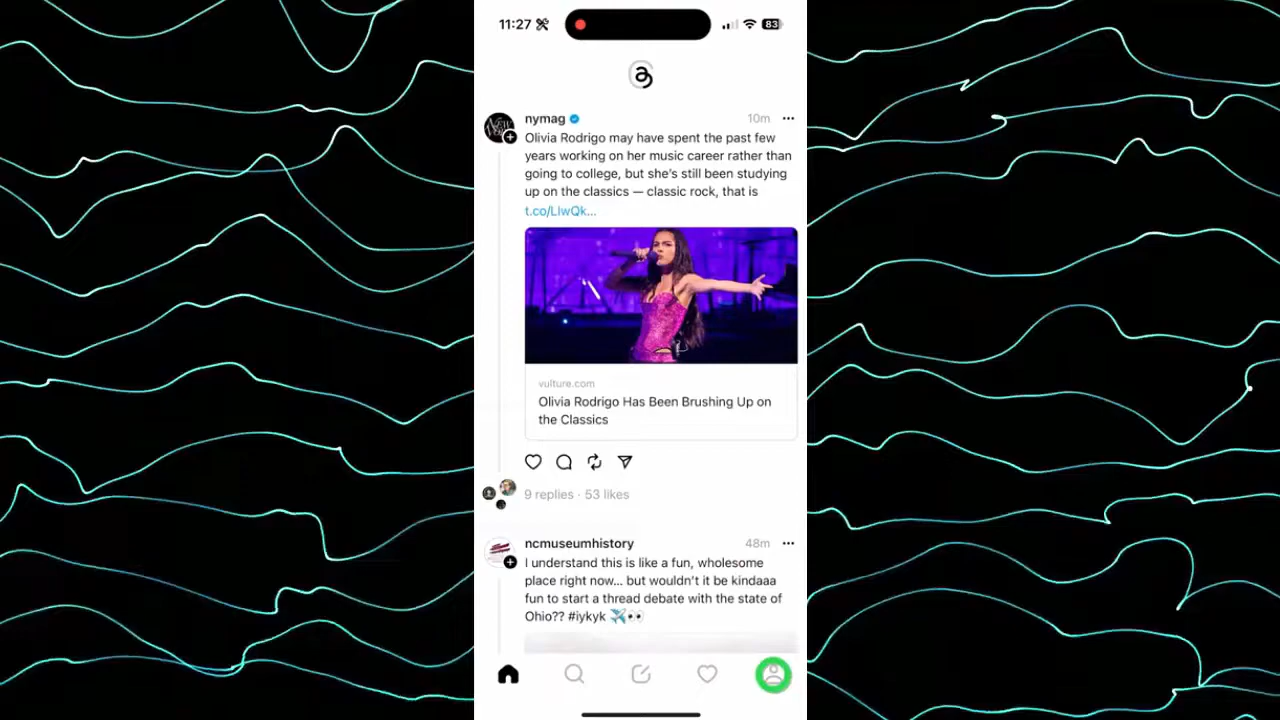 11:27
83
nymag
10m
Olivia Rodrigo may have spent the past few
years working on her music career rather than
going to college, but she's still been studying
up on the classics — classic rock, that is
t.co/LIwQk...
vulture.com
Olivia Rodrigo Has Been Brushing Up on
the Classics
9 replies · 53 likes
ncmuseumhistory
48m
I understand this is like a fun, wholesome
place right now... but wouldn't it be kindaaa
fun to start a thread debate with the state of
Ohio?? #iykyk ✈️👀